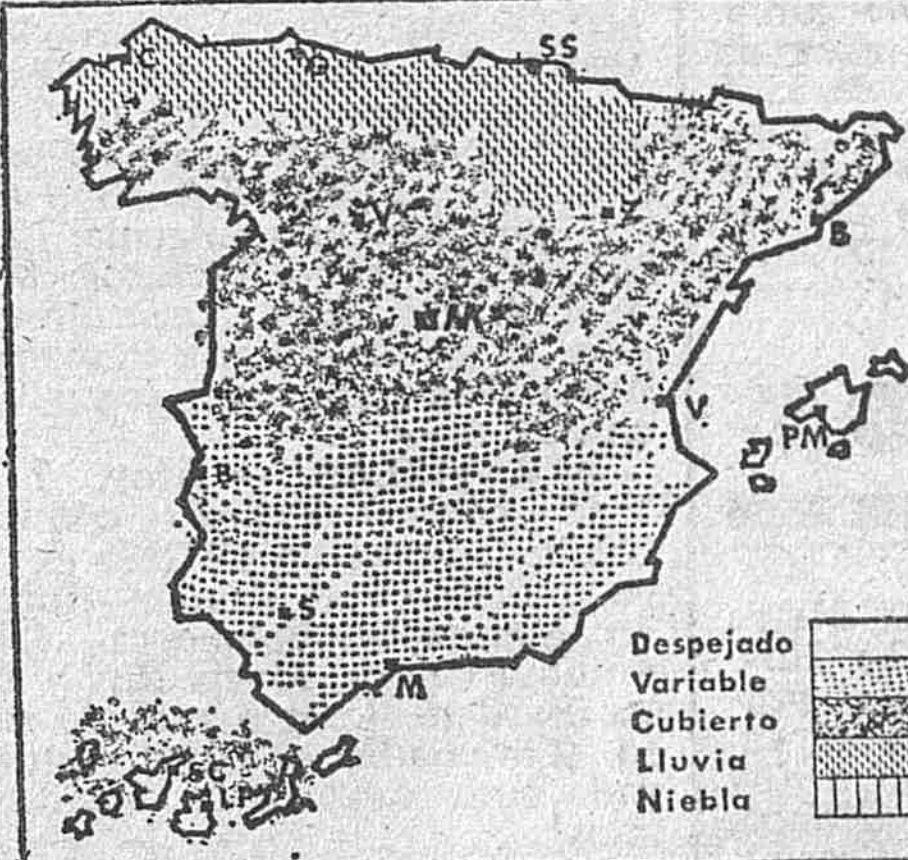 C
O
SS
V
B
M
V
PM
B
S
M
SC
LP
Despejado
Variable
Cubierto
Lluvia
Niebla